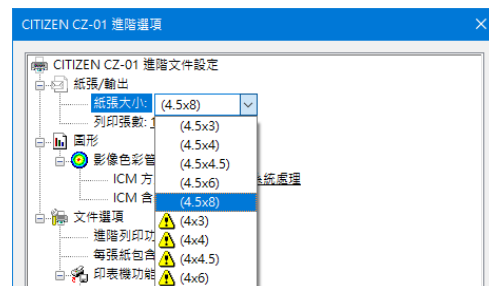 CITIZEN CZ-01 進階選項
CITIZEN CZ-01 進階文件設定
紙張/輸出
紙張大小: (4.5x8)
列印張數:
(4.5x3)
圖形
(4.5x4)
影像色彩管
(4.5x4.5)
ICM 方
(4.5x6)
系統處理
ICM 含
(4.5x8)
文件選項
(4x3)
進階列印功
(4x4)
每張紙包含
(4x4.5)
印表機功能
(4x6)